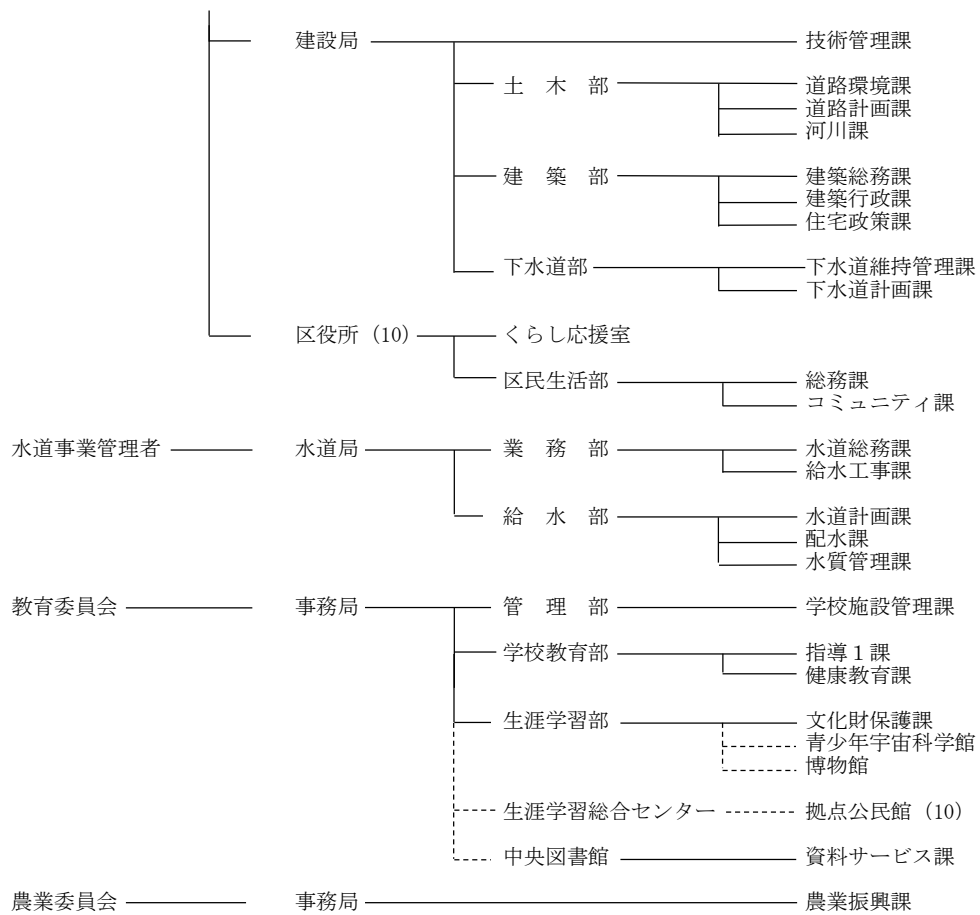 建設局 技術管理課
土 木 部 道路環境課
道路計画課
河川課
建 築 部 建築総務課
建築行政課
住宅政策課
下水道部 下水道維持管理課
下水道計画課
区役所（10） くらし応援室
区民生活部 総務課
コミュニティ課
水道事業管理者 水道局 業 務 部 水道総務課
給水工事課
給 水 部 水道計画課
配水課
水質管理課
教育委員会 事務局 管 理 部 学校施設管理課
学校教育部 指導１課
健康教育課
生涯学習部 文化財保護課
青少年宇宙科学館
博物館
生涯学習総合センター 拠点公民館（10）
中央図書館 資料サービス課
農業委員会 事務局 農業振興課